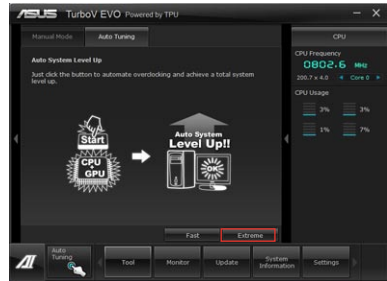 ASUS TurboV EVO Powered by TPU
Manual Mode
Auto Tuning
Auto System Level Up
Just click the button to automate overclocking and achieve a total system
level up.
Start
CPU
+
GPU
Auto System
Level Up!!
OK
Fast
Extreme
CPU
CPU Frequency
0802.6 MHz
200.7 x 4.0
Core 0
CPU Usage
3%
3%
1%
7%
Auto
Tuning
Tool
Monitor
Update
System
Information
Settings